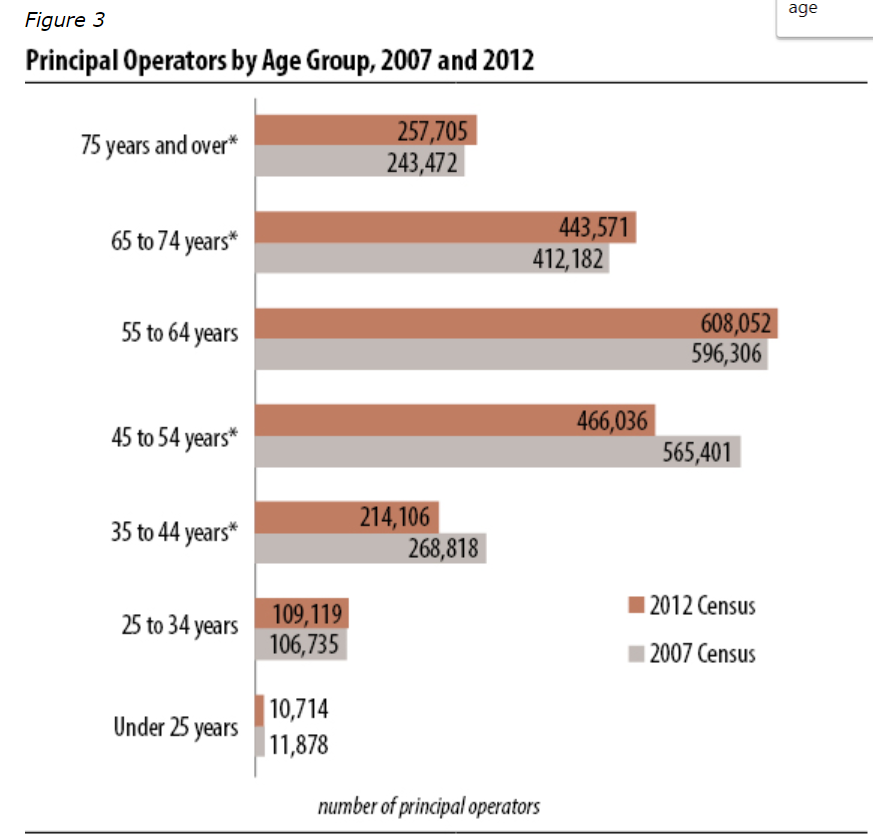 age
Figure 3
Principal Operators by Age Group, 2007 and 2012
75 years and over*
257,705
243,472
65 to 74 years*
443,571
412,182
55 to 64 years
608,052
596,306
45 to 54 years*
466,036
565,401
35 to 44 years*
214,106
268,818
25 to 34 years
109,119
106,735
2012 Census
2007 Census
Under 25 years
10,714
11,878
number of principal operators